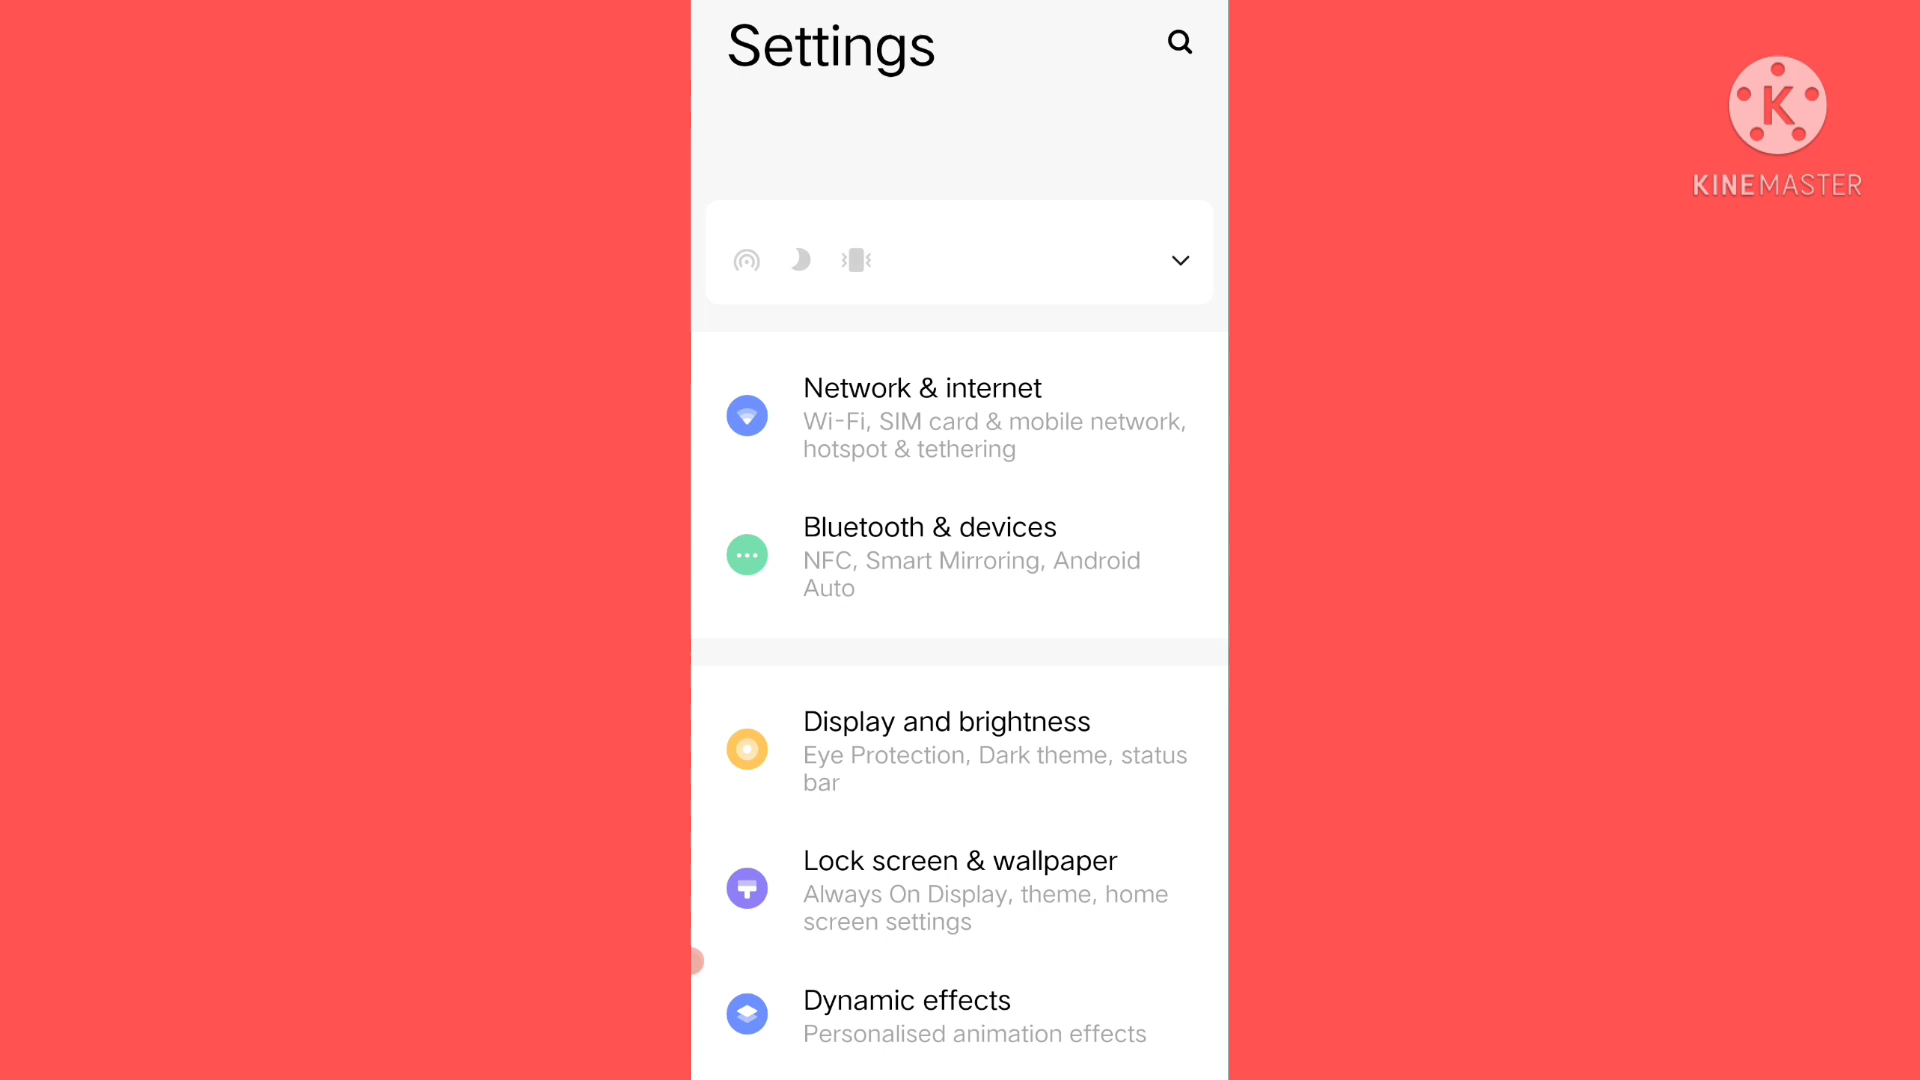 Settings
K
KINEMASTER
Network & internet
Wi-Fi, SIM card & mobile network,
hotspot & tethering
Bluetooth & devices
NFC, Smart Mirroring, Android
Auto
Display and brightness
Eye Protection, Dark theme, status
bar
Lock screen & wallpaper
Always On Display, theme, home
screen settings
Dynamic effects
Personalised animation effects